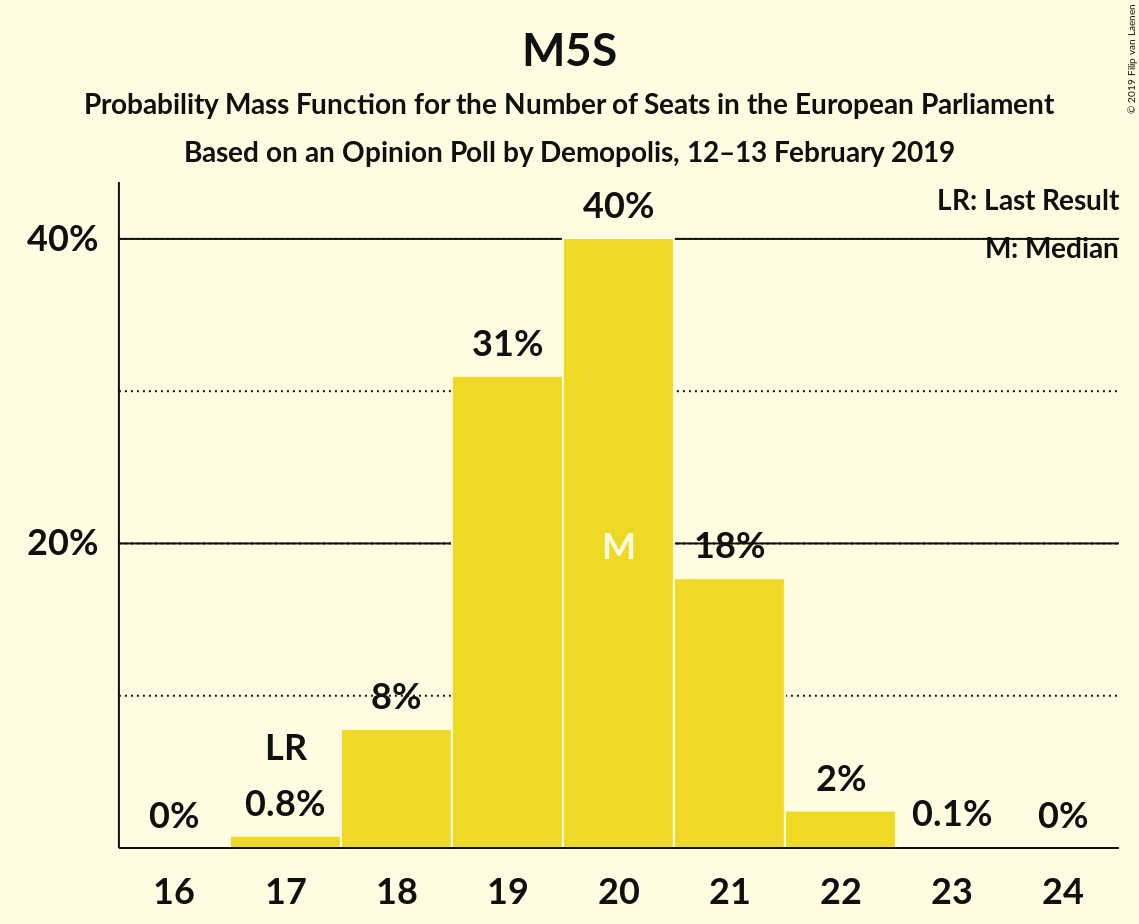 M5S
Probability Mass Function for the Number of Seats in the European Parliament
Based on an Opinion Poll by Demopolis, 12–13 February 2019
© 2019 Filip van Laenen
LR: Last Result
M: Median
40%
20%
0%
LR
0.8%
8%
31%
40%
M
18%
2%
0.1%
0%
16 17 18 19 20 21 22 23 24